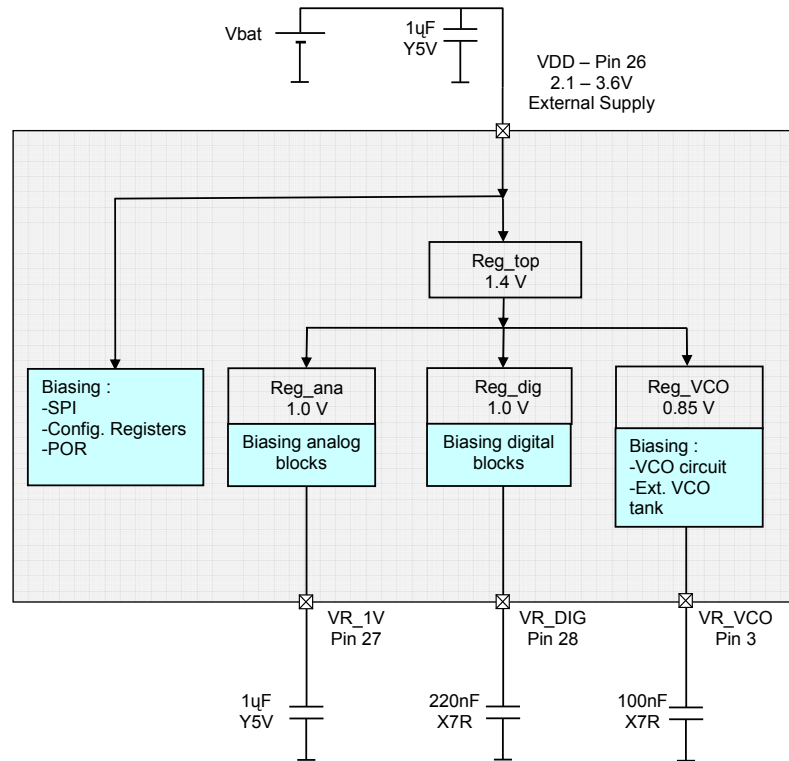 Vbat
1ųF
Y5V
VDD – Pin 26
2.1 – 3.6V
External Supply
Reg_top
1.4 V
Biasing :
-SPI
-Config. Registers
-POR
Reg_ana
1.0 V
Biasing analog
blocks
Reg_dig
1.0 V
Biasing digital
blocks
Reg_VCO
0.85 V
Biasing :
-VCO circuit
-Ext. VCO
tank
VR_1V
Pin 27
VR_DIG
Pin 28
VR_VCO
Pin 3
1ųF
Y5V
220nF
X7R
100nF
X7R